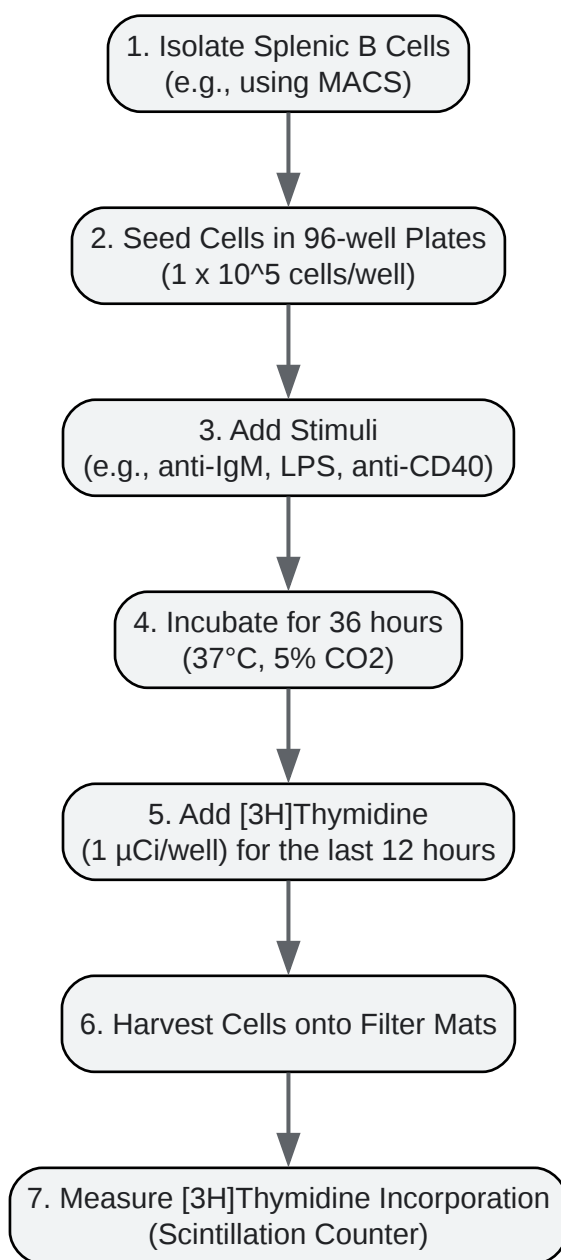 1. Isolate Splenic B Cells
(e.g., using MACS)
2. Seed Cells in 96-well Plates
(1 x 10^5 cells/well)
3. Add Stimuli
(e.g., anti-IgM, LPS, anti-CD40)
4. Incubate for 36 hours
(37°C, 5% CO2)
5. Add [3H]Thymidine
(1 µCi/well) for the last 12 hours
6. Harvest Cells onto Filter Mats
7. Measure [3H]Thymidine Incorporation
(Scintillation Counter)